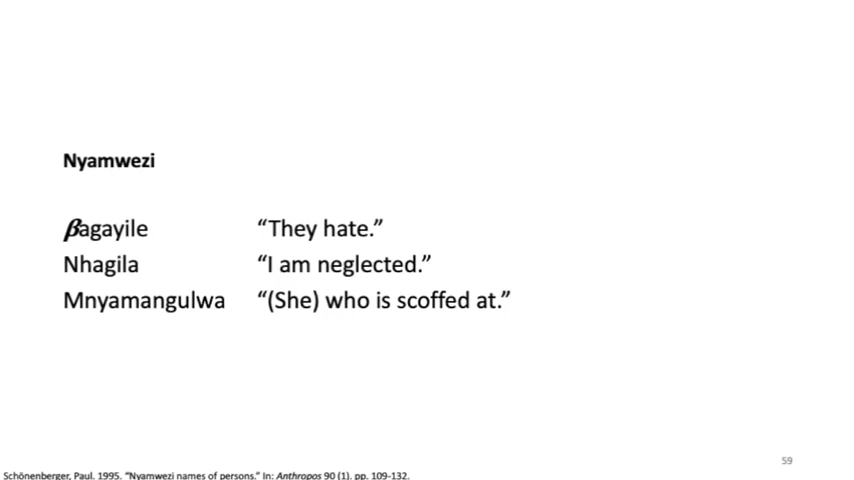 Nyamwezi
βagayile "They hate."
Nhagila "I am neglected."
Mnyamangulwa "(She) who is scoffed at."
59
Schönenberger, Paul. 1995. "Nyamwezi names of persons." In: Anthropos 90 (1). pp. 109-132.